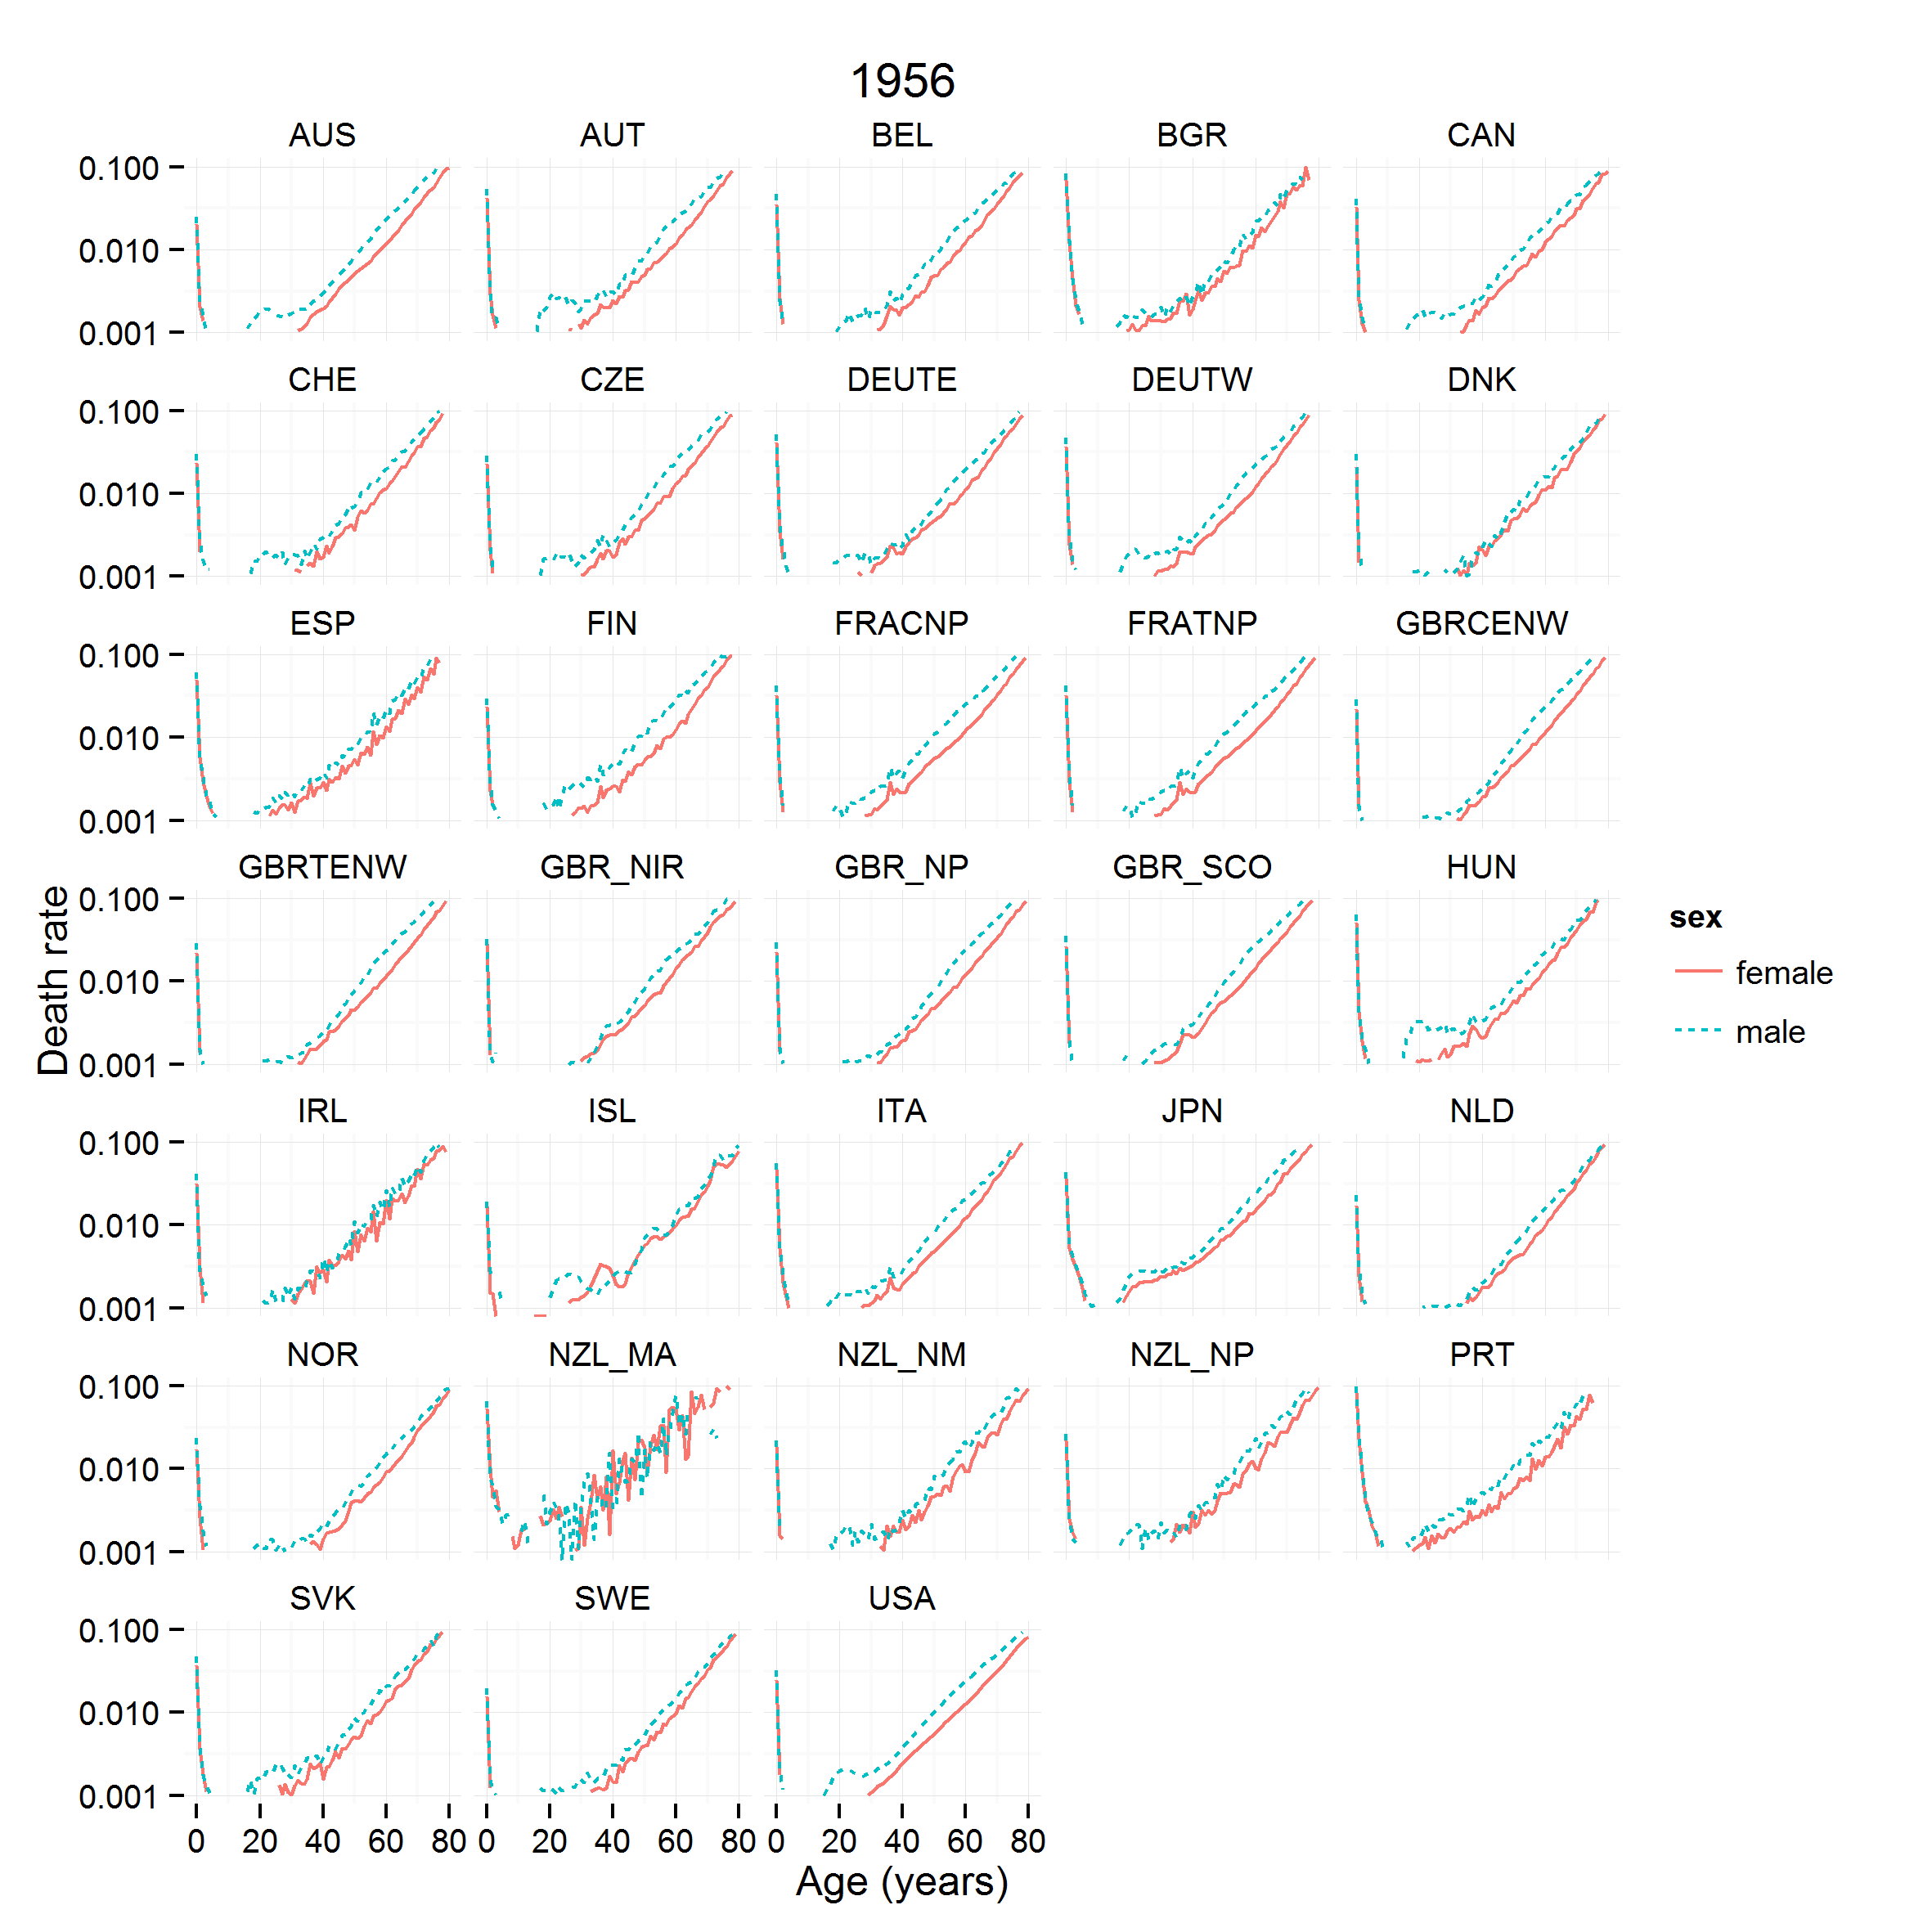 1956
AUS AUT BEL BGR CAN
0.100
0.010
0.001
CHE CZE DEUTE DEUTW DNK
0.100
0.010
0.001
ESP FIN FRACNP FRATNP GBRCENW
0.100
0.010
0.001
GBRTENW GBR_NIR GBR_NP GBR_SCO HUN
0.100
0.010
0.001
Death rate
sex
female
male
IRL ISL ITA JPN NLD
0.100
0.010
0.001
NOR NZL_MA NZL_NM NZL_NP PRT
0.100
0.010
0.001
SVK SWE USA
0.100
0.010
0.001
0 20 40 60 80 0 20 40 60 80 0 20 40 60 80
Age (years)